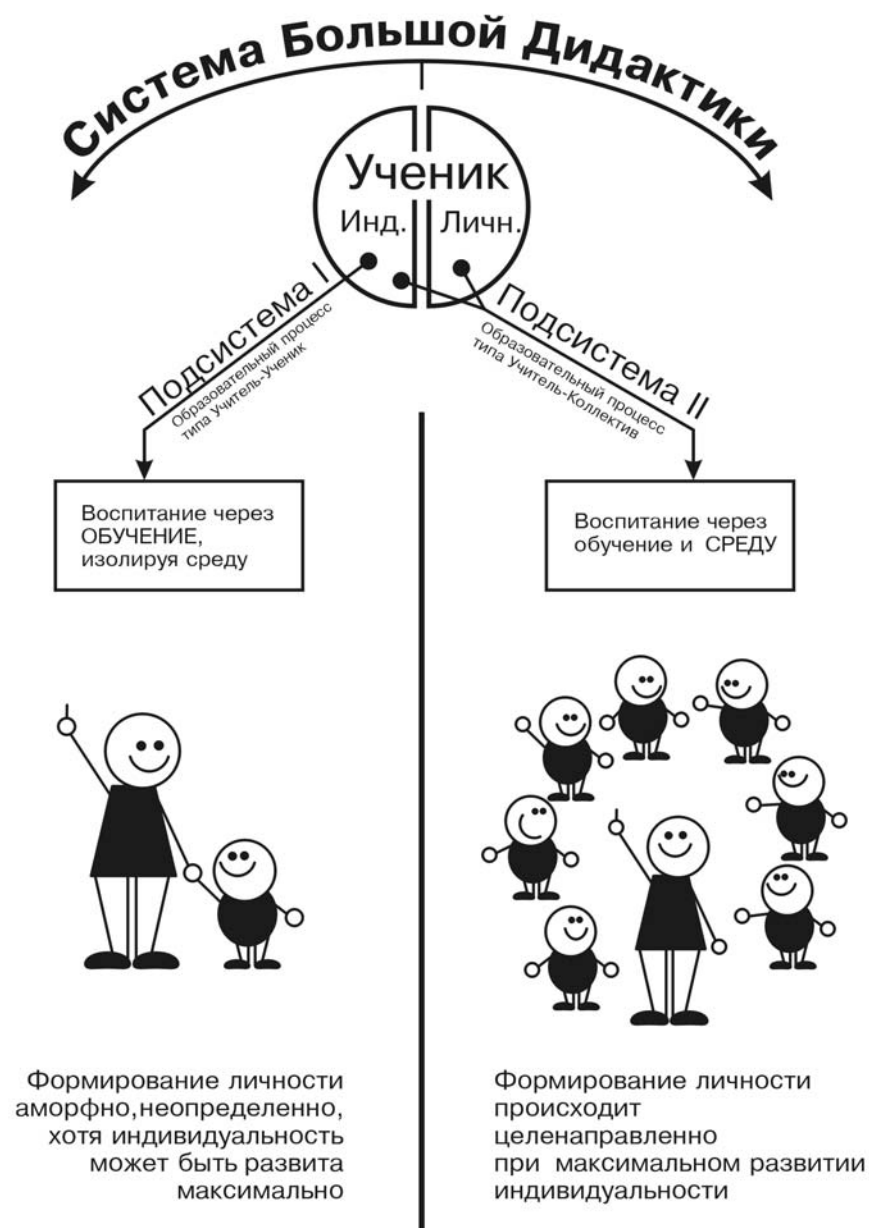 Система Большой Дидактики
Ученик
Инд. Личн.
Подсистема I
Образовательный процесс
типа Учитель-Ученик
Подсистема II
Образовательный процесс
типа Учитель-Коллектив
Воспитание через
ОБУЧЕНИЕ,
изолируя среду
Воспитание через
обучение и СРЕДУ
Формирование личности
аморфно,неопределенно,
хотя индивидуальность
может быть развита
максимально
Формирование личности
происходит
целенаправленно
при максимальном развитии
индивидуальности